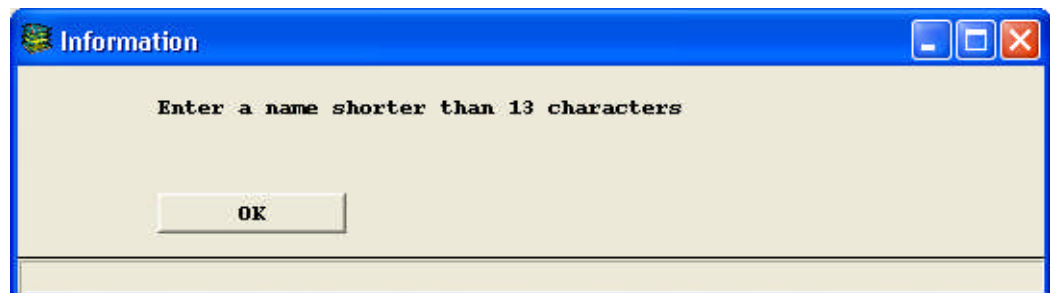 Information
Enter a name shorter than 13 characters
OK